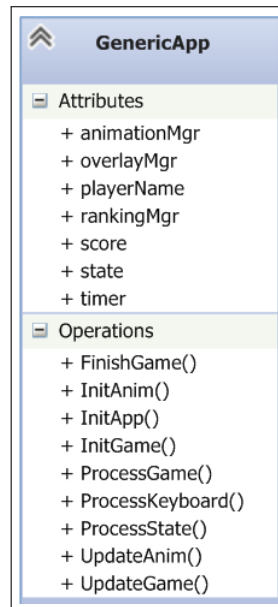 GenericApp
Attributes
+ animationMgr
+ overlayMgr
+ playerName
+ rankingMgr
+ score
+ state
+ timer
Operations
+ FinishGame()
+ InitAnim()
+ InitApp()
+ InitGame()
+ ProcessGame()
+ ProcessKeyboard()
+ ProcessState()
+ UpdateAnim()
+ UpdateGame()